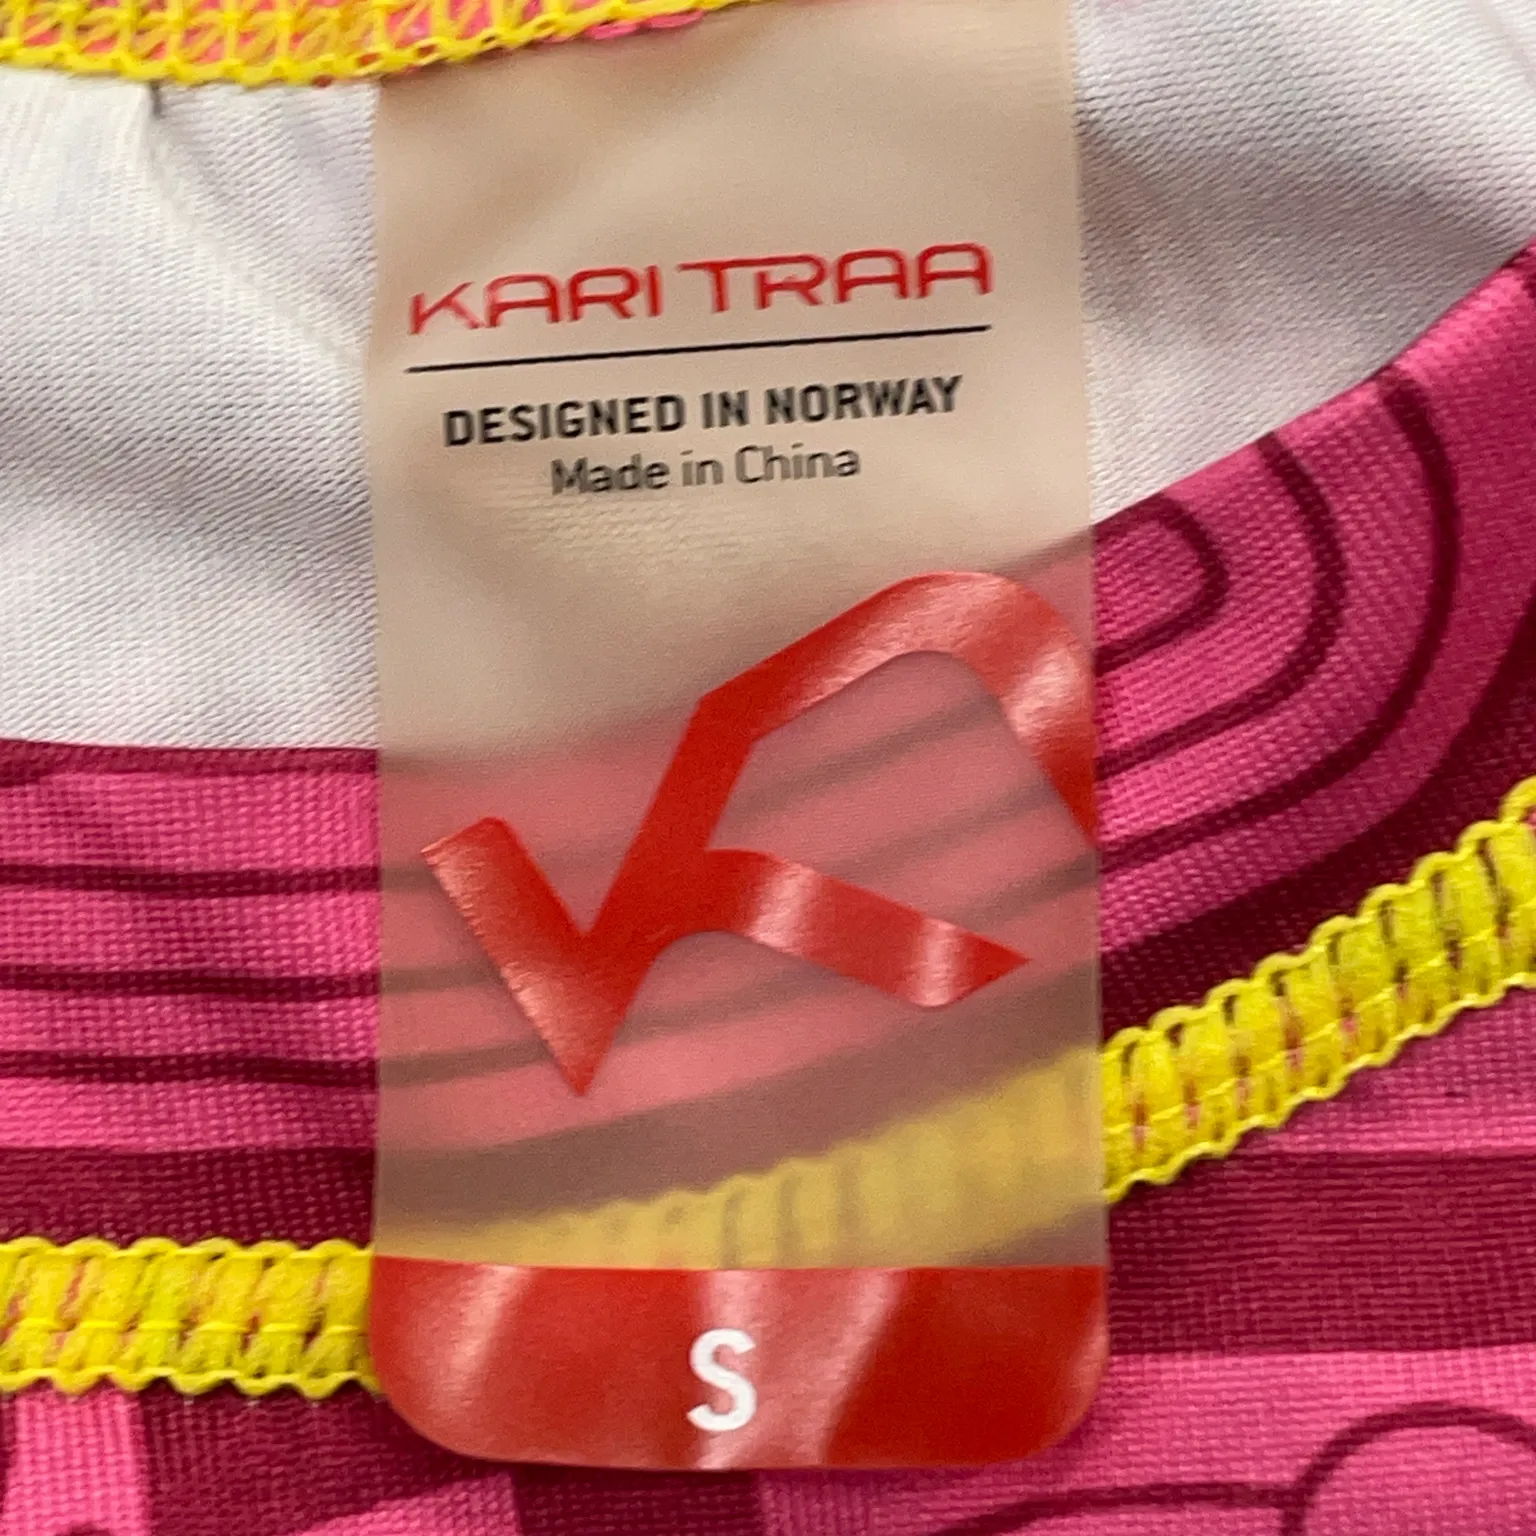 KARI TRAA
DESIGNED IN NORWAY
Made in China
S